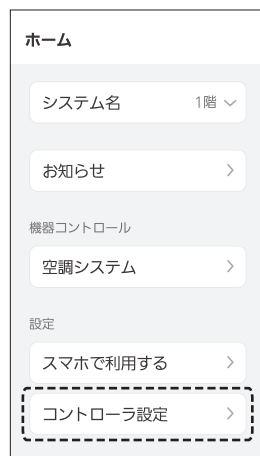 ホーム
システム名 1階
お知らせ
機器コントロール
空調システム
設定
スマホで利用する
コントローラ設定